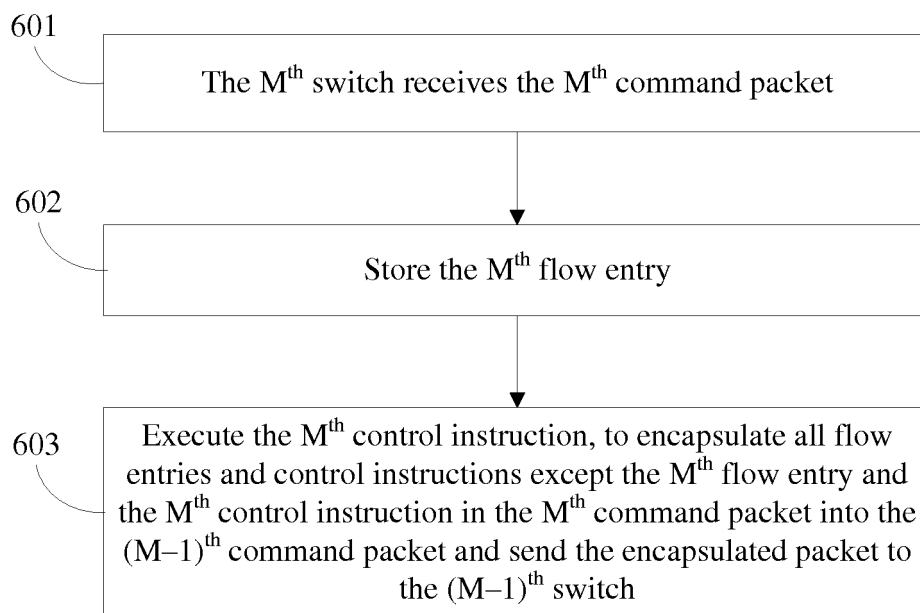 601
The Mth switch receives the Mth command packet
602
Store the Mth flow entry
603
Execute the Mth control instruction, to encapsulate all flow
entries and control instructions except the Mth flow entry and
the Mth control instruction in the Mth command packet into the
(M–1)th command packet and send the encapsulated packet to
the (M–1)th switch